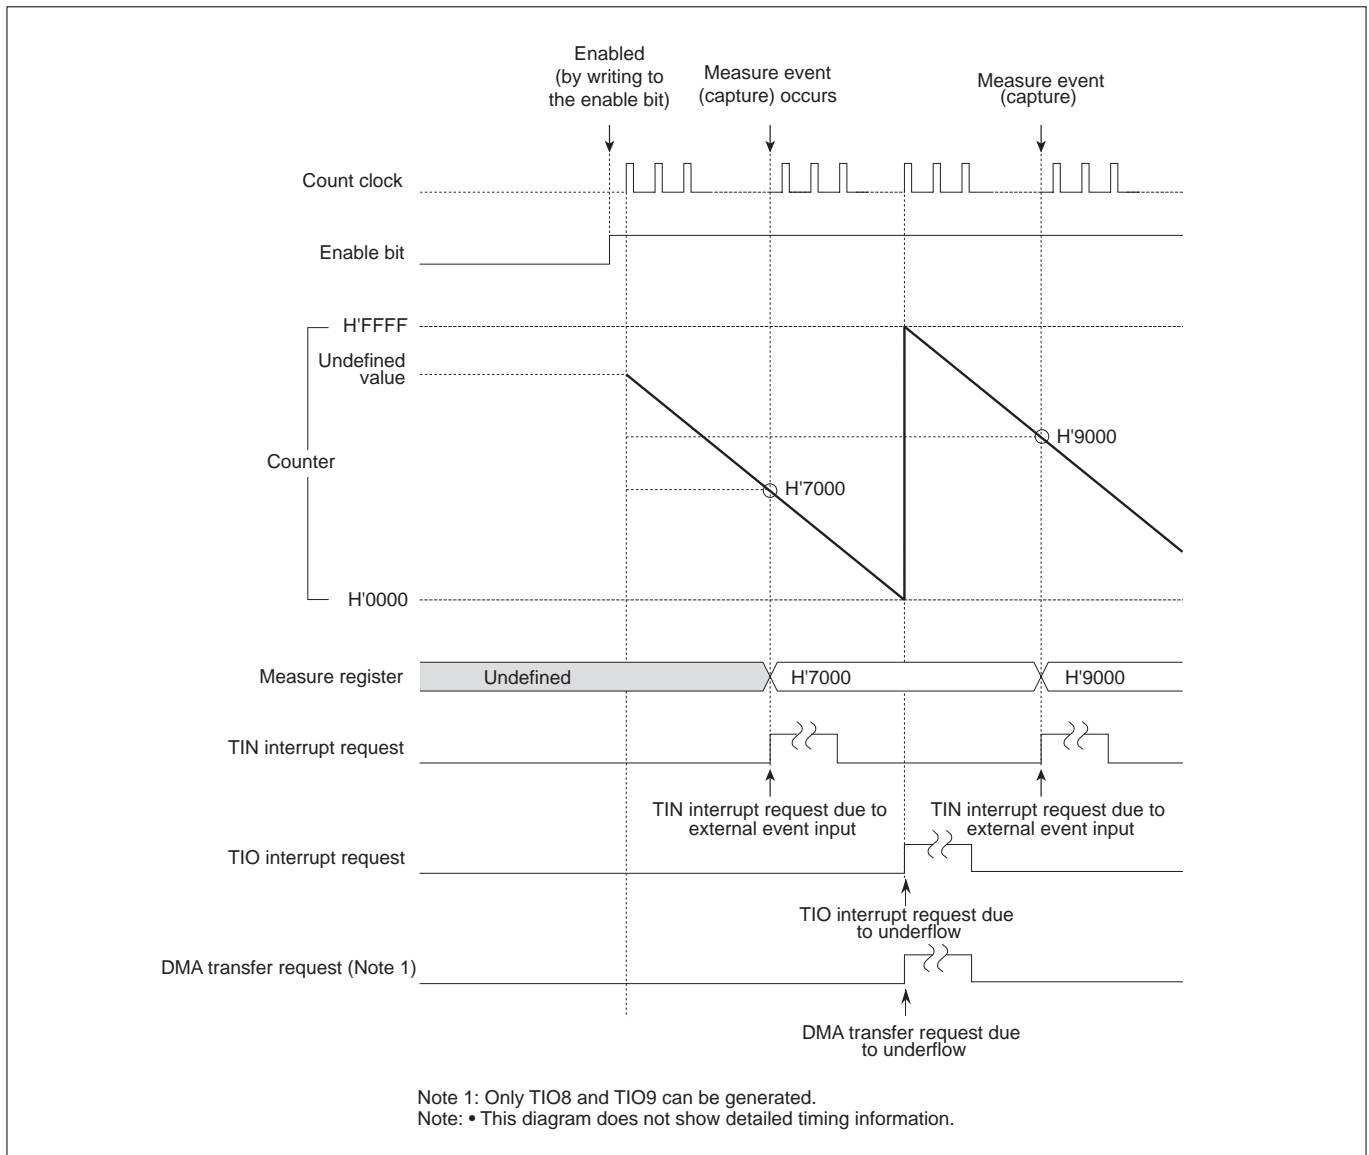 Enabled
(by writing to
the enable bit)
Measure event
(capture) occurs
Measure event
(capture)
Count clock
Enable bit
H'FFFF
Undefined
value
H'9000
Counter
H'7000
H'0000
Measure register
Undefined
H'7000
H'9000
TIN interrupt request
TIN interrupt request due to
external event input
TIN interrupt request due to
external event input
TIO interrupt request
TIO interrupt request due
to underflow
DMA transfer request (Note 1)
DMA transfer request due
to underflow
Note 1: Only TIO8 and TIO9 can be generated.
Note: • This diagram does not show detailed timing information.